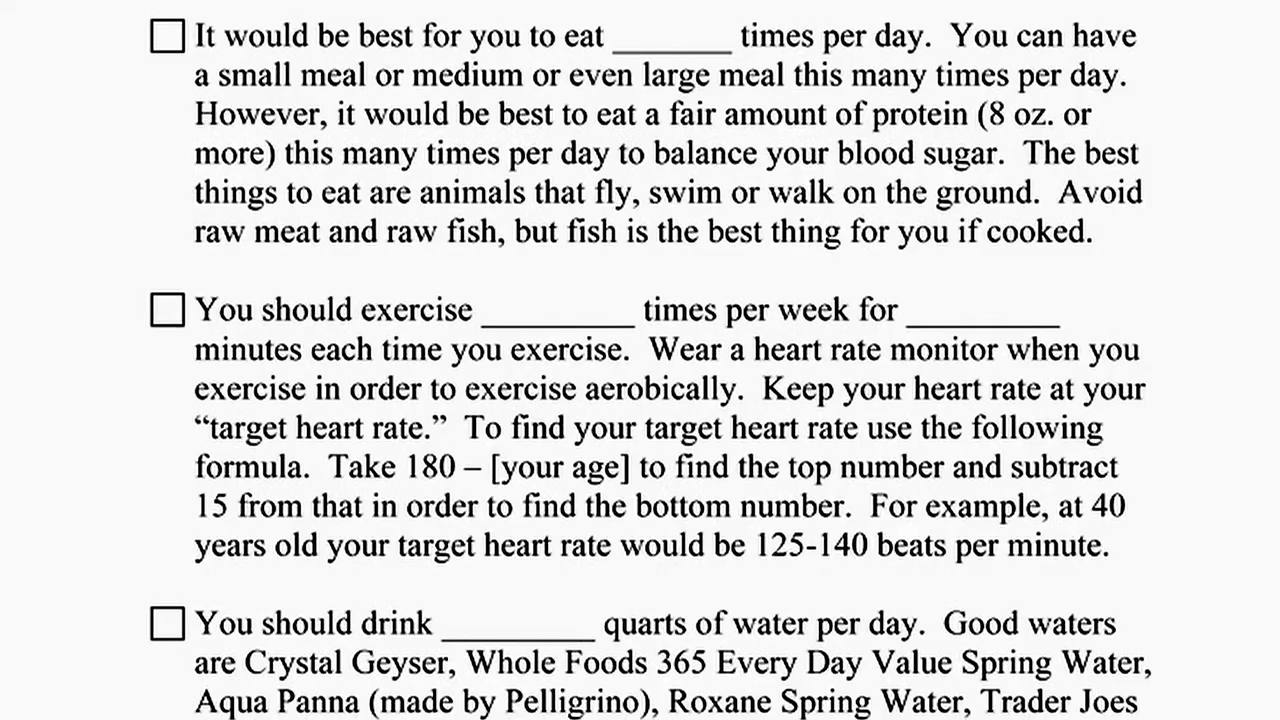 It would be best for you to eat _______ times per day.  You can have
a small meal or medium or even large meal this many times per day.
However, it would be best to eat a fair amount of protein (8 oz. or
more) this many times per day to balance your blood sugar.  The best
things to eat are animals that fly, swim or walk on the ground.  Avoid
raw meat and raw fish, but fish is the best thing for you if cooked.
You should exercise _________ times per week for _________
minutes each time you exercise.  Wear a heart rate monitor when you
exercise in order to exercise aerobically.  Keep your heart rate at your
“target heart rate.”  To find your target heart rate use the following
formula.  Take 180 – [your age] to find the top number and subtract
15 from that in order to find the bottom number.  For example, at 40
years old your target heart rate would be 125-140 beats per minute.
You should drink _________ quarts of water per day.  Good waters
are Crystal Geyser, Whole Foods 365 Every Day Value Spring Water,
Aqua Panna (made by Pelligrino), Roxane Spring Water, Trader Joes